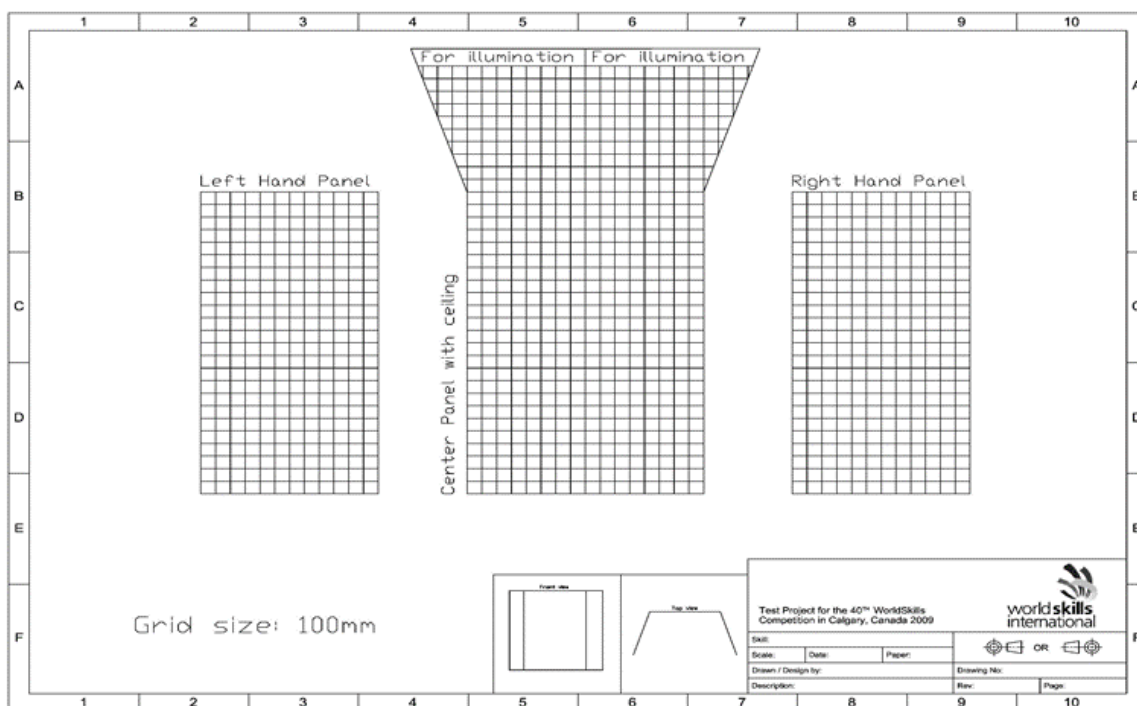 1 2 3 4 5 6 7 8 9 10
For illumination For illumination
A A
Left Hand Panel
Right Hand Panel
B B
Center Panel with ceiling
C C
D D
E E
Front view
Top view
Grid size: 100mm
F F
world skills
international
Test Project for the 40TH WorldSkills
Competition in Calgary, Canada 2009
Skill:
OR
Scale: Date: Paper:
Drawn / Design by: Drawing No:
Description: Rev: Page:
1 2 3 4 5 6 7 8 9 10